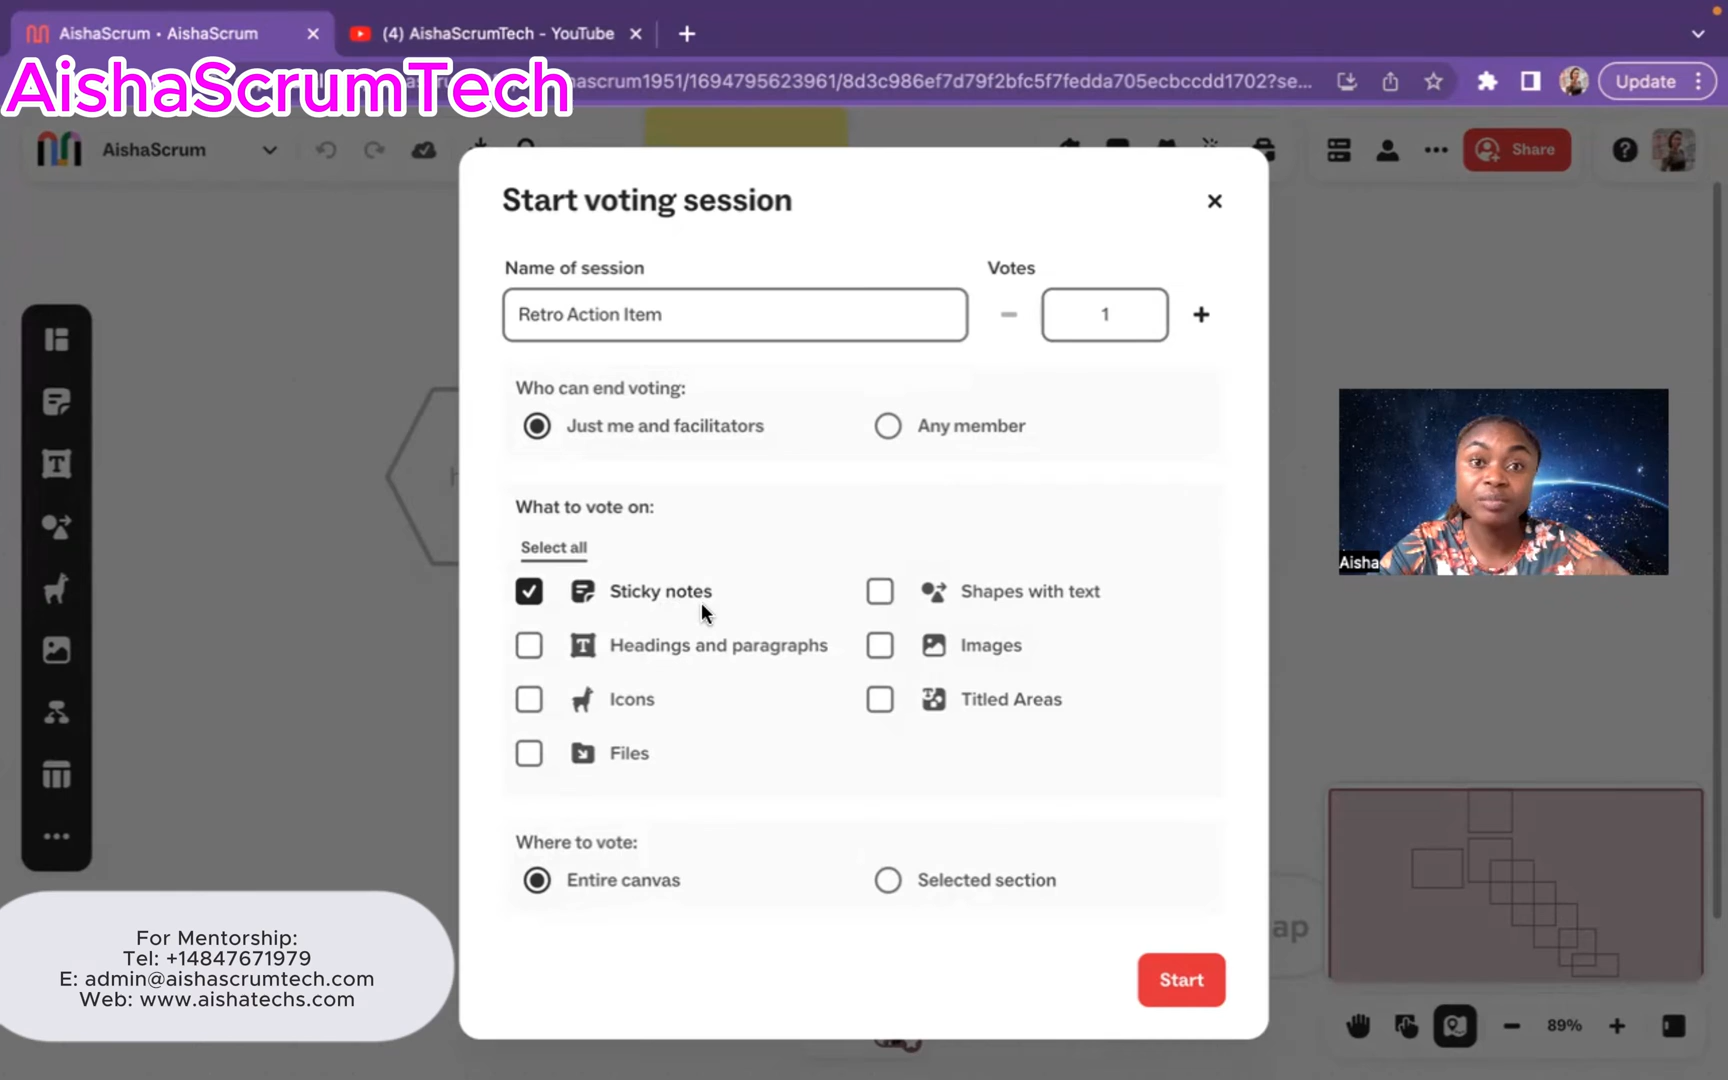 AishaScrum • AishaScrum
(4) AishaScrumTech - YouTube
AishaScrumTech
ascrum1951/1694795623961/8d3c986ef7d79f2bfc5f7fedda705ecbccdd1702?se...
Update
AishaScrum
Share
Start voting session
Name of session
Votes
Retro Action Item
1
Who can end voting:
Just me and facilitators
Any member
What to vote on:
Select all
Sticky notes
Shapes with text
Headings and paragraphs
Images
Icons
Titled Areas
Files
Where to vote:
Entire canvas
Selected section
Start
Aisha
ap
For Mentorship:
Tel: +14847671979
E: admin@aishascrumtech.com
Web: www.aishatechs.com
89%